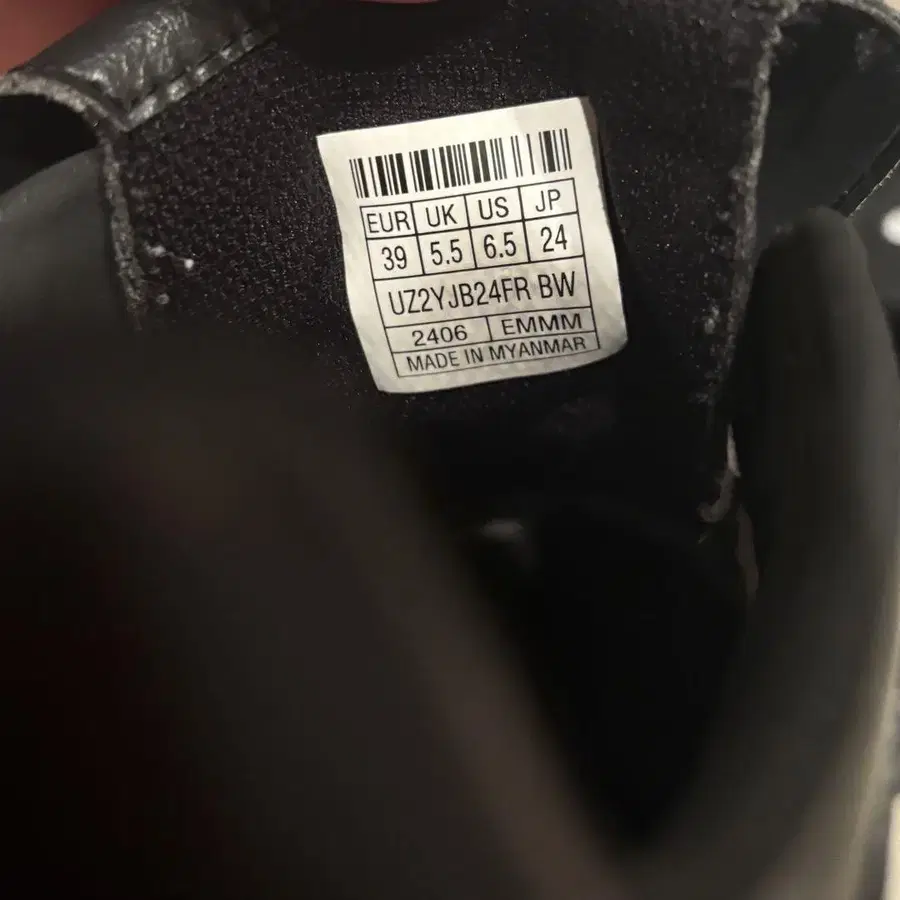 EUR UK US JP
39 5.5 6.5 24
UZ2YJB24FR BW
2406 EMMM
MADE IN MYANMAR